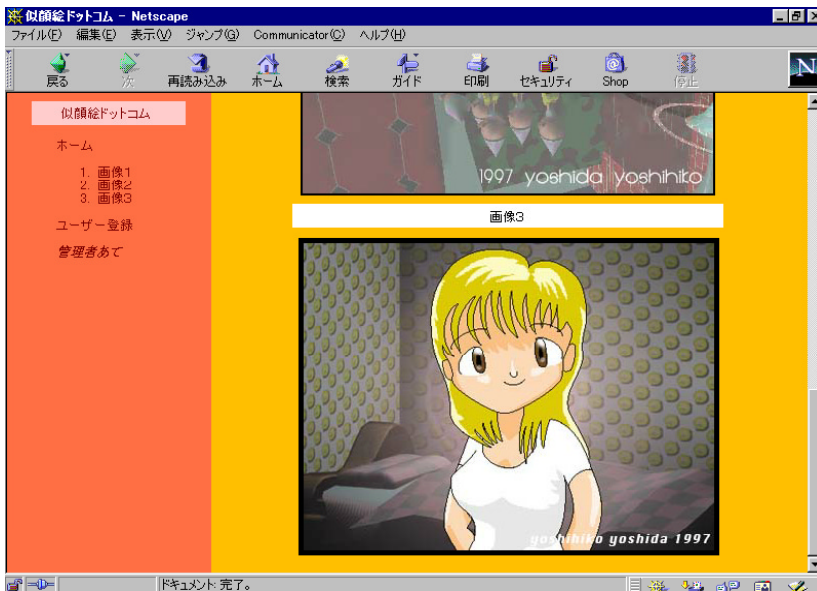 似顔絵ドットコム - Netscape
ファイル(F) 編集(E) 表示(V) ジャンプ(G) Communicator(C) ヘルプ(H)
戻る 次 再読み込み ホーム 検索 ガイド 印刷 セキュリティ Shop 停止
N
似顔絵ドットコム
ホーム
1. 画像1
2. 画像2
3. 画像3
ユーザー登録
管理者あて
1997 yoshida yoshihiko
画像3
yoshihiko yoshida 1997
ドキュメント: 完了。